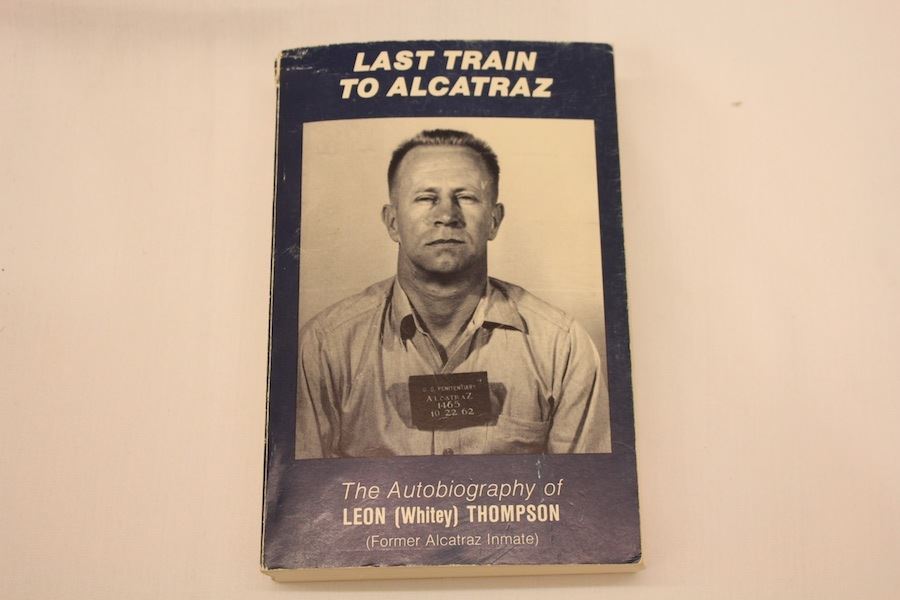 LAST TRAIN
TO ALCATRAZ
U. S. PENITENTIARY
ALCATRAZ
1465
10 22 62
The Autobiography of
LEON (Whitey) THOMPSON
(Former Alcatraz Inmate)